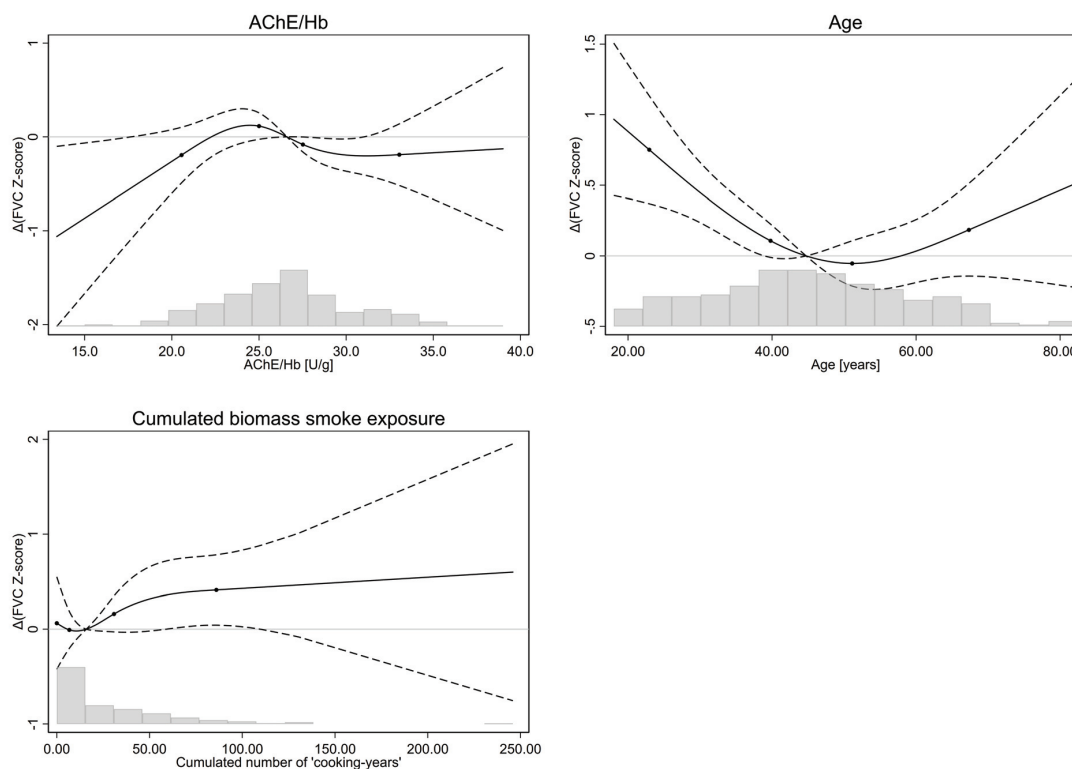 AChE/Hb
Δ(FVC Z-score)
1
0
-1
-2
15.0 20.0 25.0 30.0 35.0 40.0
AChE/Hb [U/g]
Age
Δ(FVC Z-score)
1.5
1
.5
0
-.5
20.00 40.00 60.00 80.00
Age [years]
Cumulated biomass smoke exposure
Δ(FVC Z-score)
2
1
0
-1
0.00 50.00 100.00 150.00 200.00 250.00
Cumulated number of 'cooking-years'